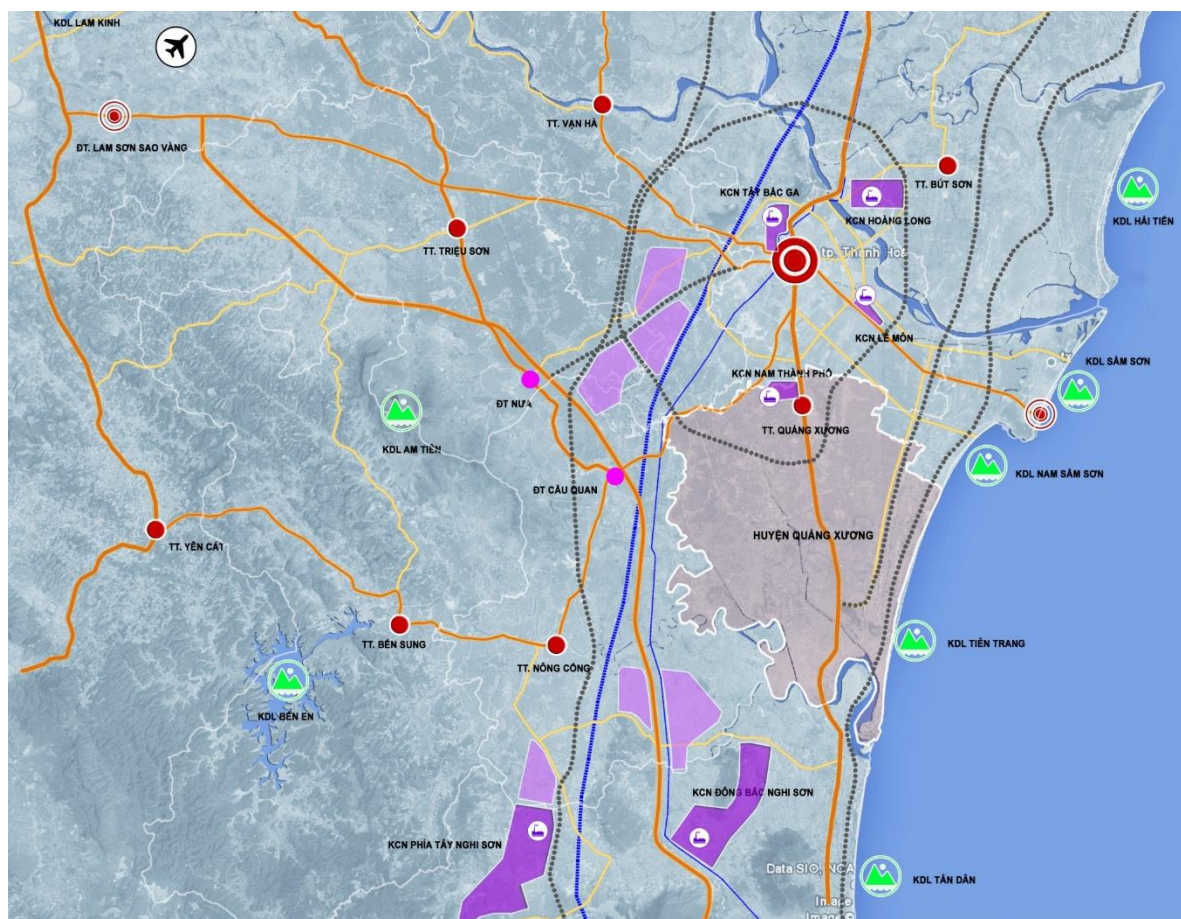 KDL LAM KINH
ĐT. LAM SƠN SAO VÀNG
TT. VẠN HÀ
TT. BÚT SƠN
KCN TÂY BẮC GA
KCN HOÀNG LONG
KDL HẢI TIẾN
TT. TRIỆU SƠN
tp. Thanh Hoa
KCN LỄ MÔN
KDL SẦM SƠN
KCN NAM THÀNH PHỐ
ĐT NƯA
TT. QUẢNG XƯƠNG
KDL AM TIÊN
KDL NAM SẦM SƠN
ĐT CẦU QUAN
HUYỆN QUẢNG XƯƠNG
TT. YÊN CÁT
TT. BẾN SUNG
TT. NÔNG CỐNG
KDL TIÊN TRANG
KDL BẾN EN
KCN ĐÔNG BẮC NGHI SƠN
KCN PHÍA TÂY NGHI SƠN
Data SIO, NOA
KDL TÂN DÂN
Image
Image ©